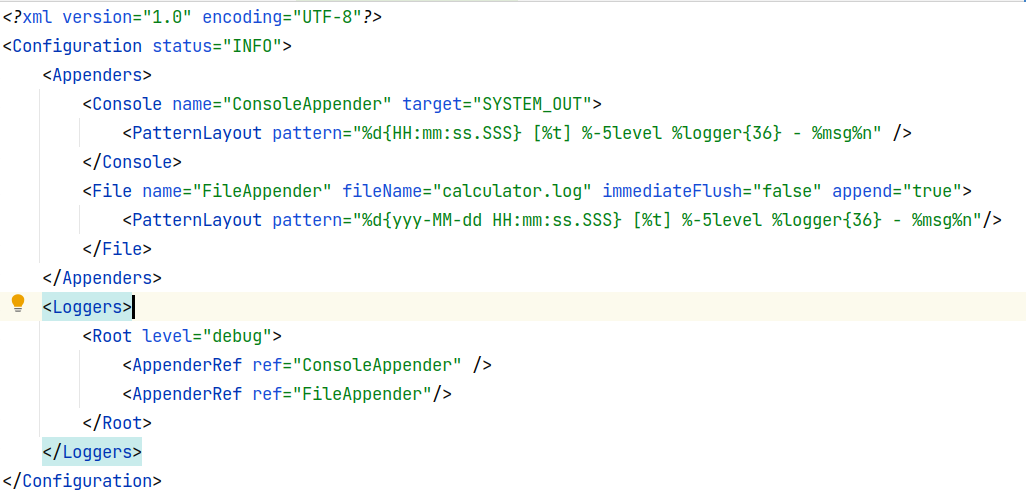 <?xml version="1.0" encoding="UTF-8"?>
<Configuration status="INFO">
    <Appenders>
        <Console name="ConsoleAppender" target="SYSTEM_OUT">
            <PatternLayout pattern="%d{HH:mm:ss.SSS} [%t] %-5level %logger{36} - %msg%n" />
        </Console>
        <File name="FileAppender" fileName="calculator.log" immediateFlush="false" append="true">
            <PatternLayout pattern="%d{yyy-MM-dd HH:mm:ss.SSS} [%t] %-5level %logger{36} - %msg%n"/>
        </File>
    </Appenders>
    <Loggers>
        <Root level="debug">
            <AppenderRef ref="ConsoleAppender" />
            <AppenderRef ref="FileAppender"/>
        </Root>
    </Loggers>
</Configuration>